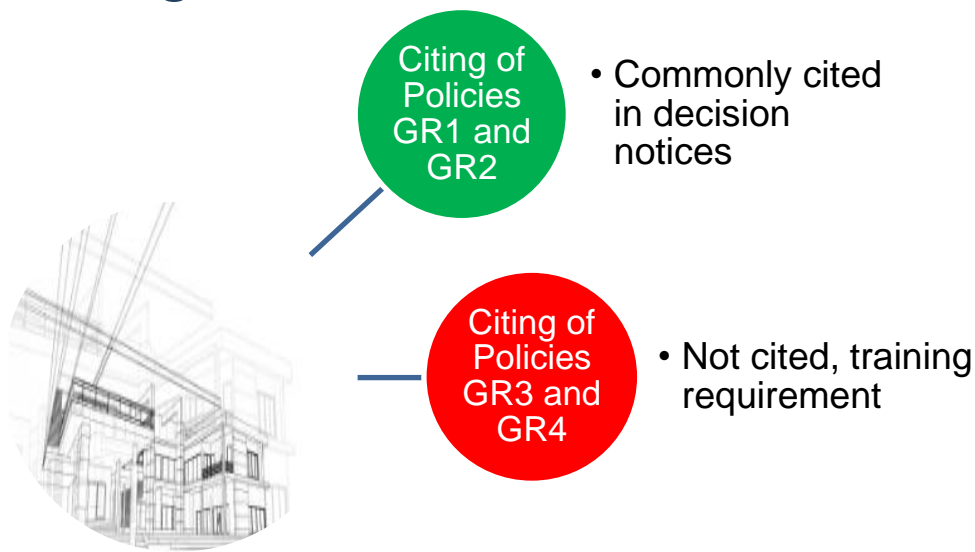 Citing of
Policies
GR1 and
GR2
• Commonly cited
in decision
notices
Citing of
Policies
GR3 and
GR4
• Not cited, training
requirement